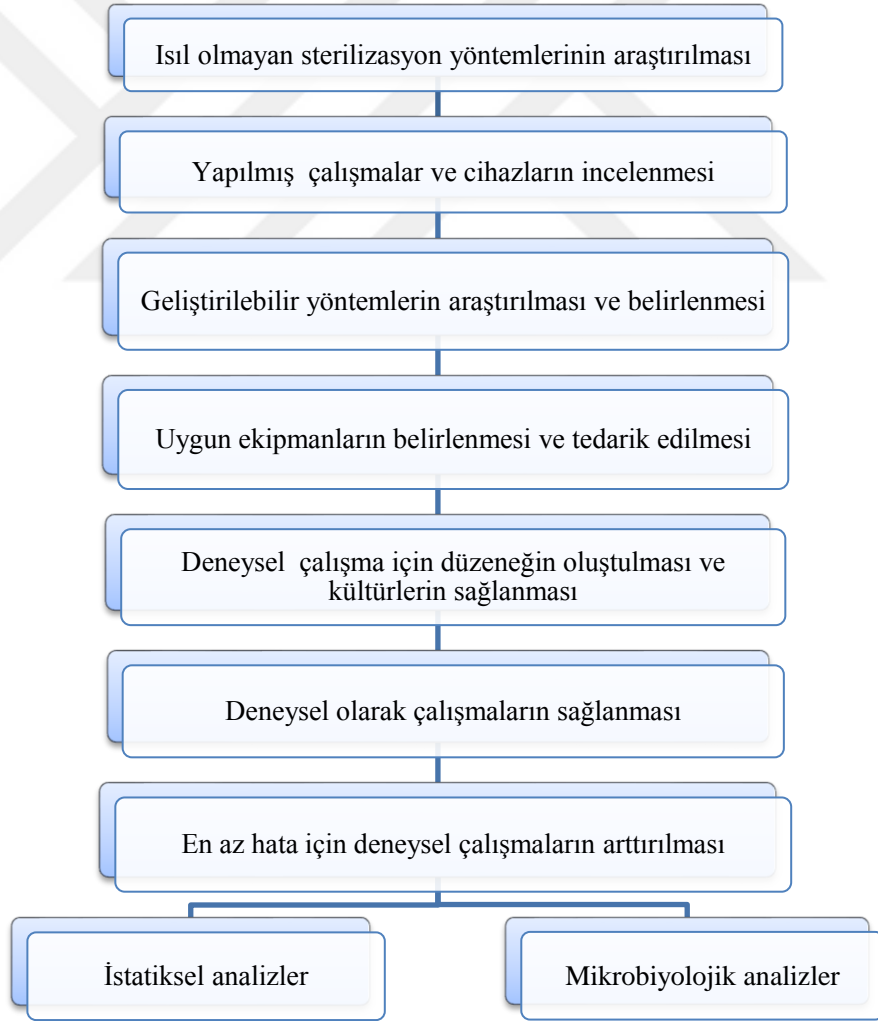 Isıl olmayan sterilizasyon yöntemlerinin araştırılması
Yapılmış çalışmalar ve cihazların incelenmesi
Geliştirilebilir yöntemlerin araştırılması ve belirlenmesi
Uygun ekipmanların belirlenmesi ve tedarik edilmesi
Deneysel çalışma için düzeneğin oluştulması ve
kültürlerin sağlanması
Deneysel olarak çalışmaların sağlanması
En az hata için deneysel çalışmaların arttırılması
İstatiksel analizler
Mikrobiyolojik analizler